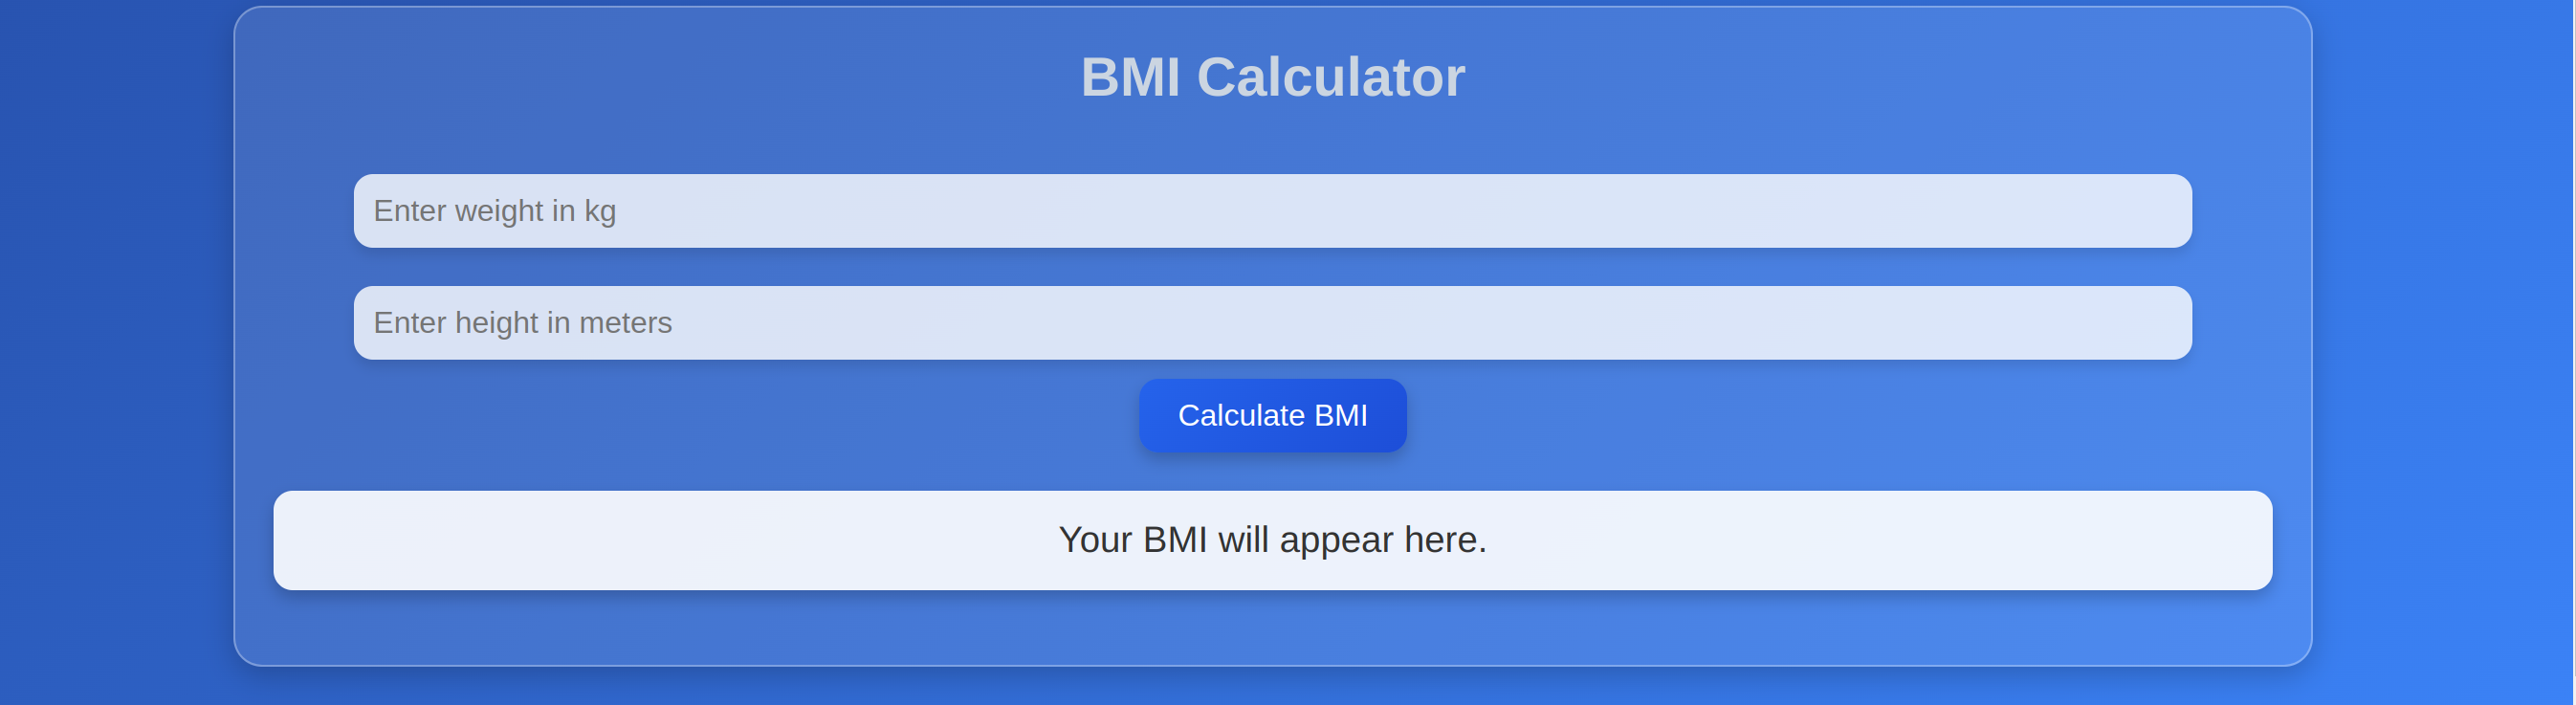 BMI Calculator
Enter weight in kg
Enter height in meters
Calculate BMI
Your BMI will appear here.